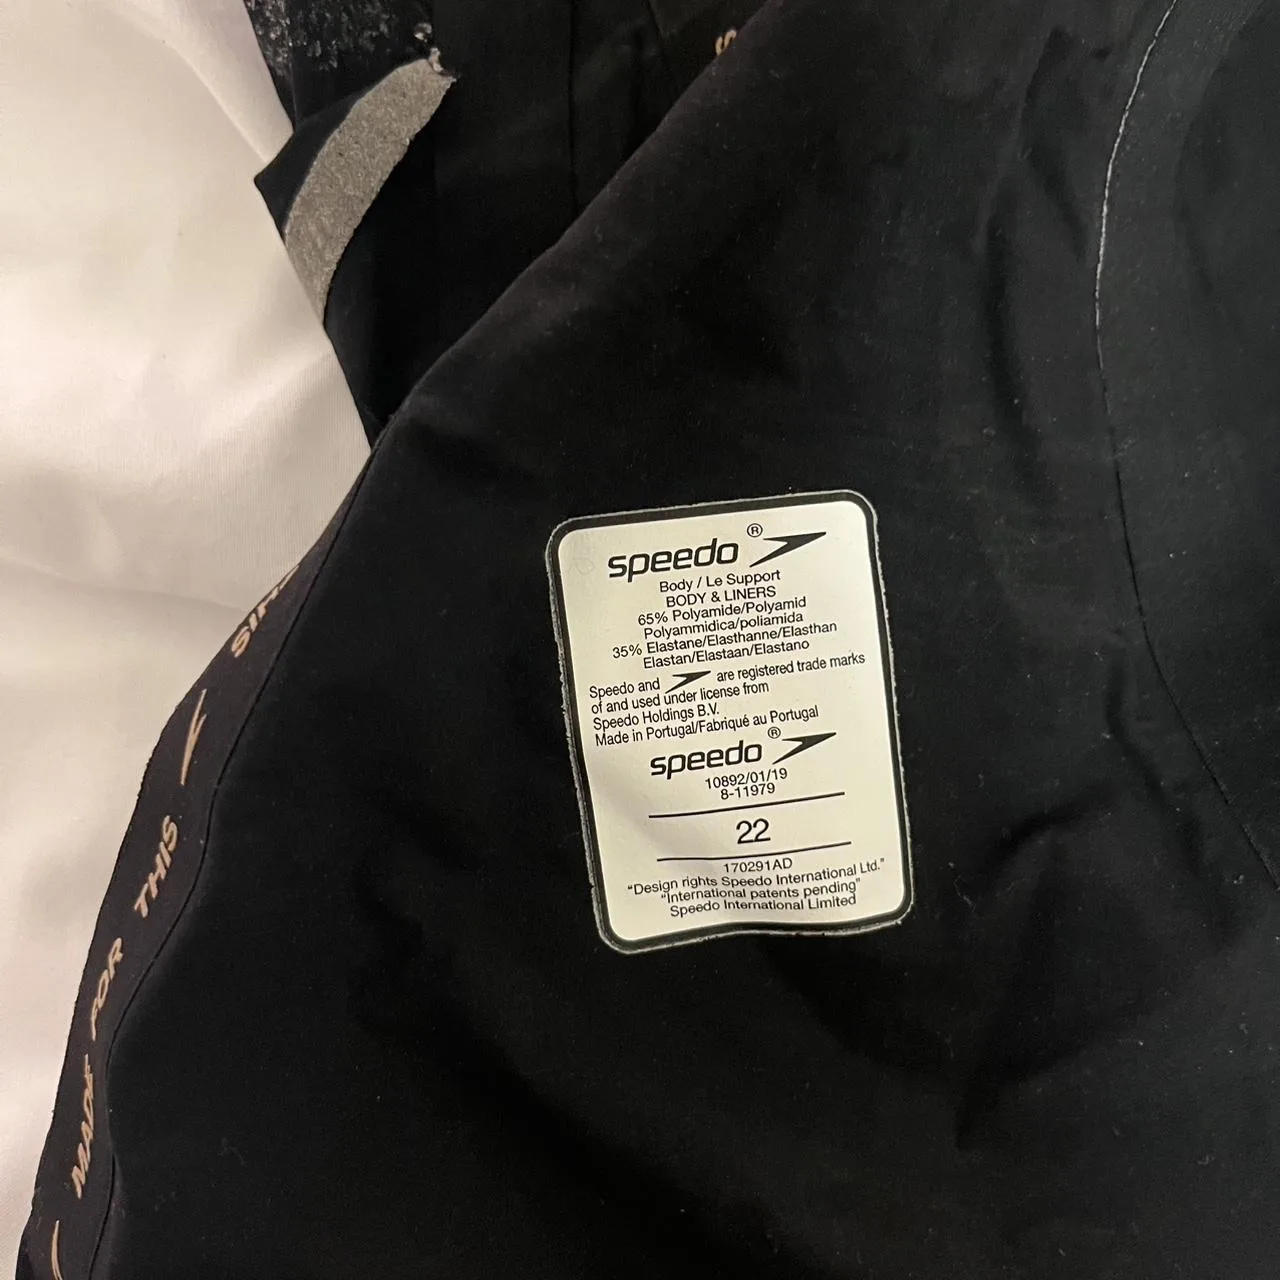 S
speedo®
Body / Le Support
BODY & LINERS
65% Polyamide/Polyamid
Polyammidica/poliamida
35% Elastane/Elasthanne/Elasthan
Elastan/Elastaan/Elastano
Speedo and are registered trade marks
of and used under license from
Speedo Holdings B.V.
Made in Portugal/Fabriqué au Portugal
speedo®
10892/01/19
8-11979
22
170291AD
"Design rights Speedo International Ltd."
"International patents pending"
Speedo International Limited
MADE FOR THIS